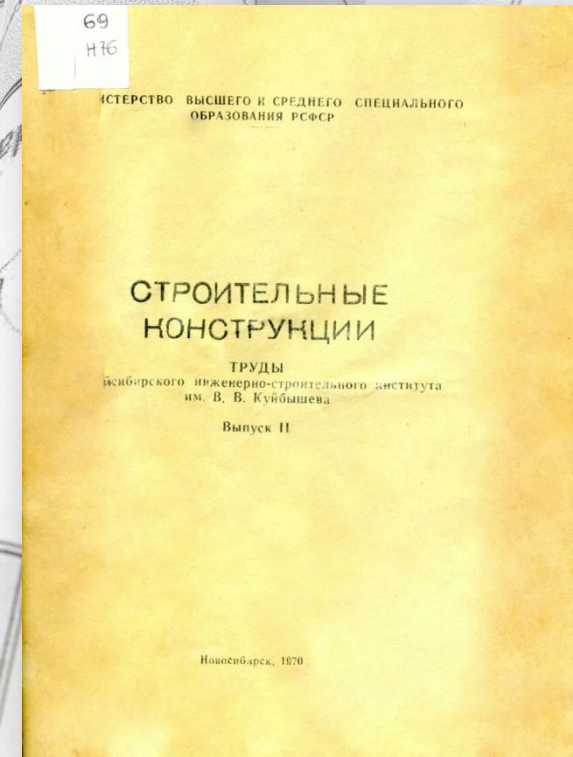 69
Н76
ИСТЕРСТВО ВЫСШЕГО И СРЕДНЕГО СПЕЦИАЛЬНОГО
ОБРАЗОВАНИЯ РСФСР
СТРОИТЕЛЬНЫЕ
КОНСТРУКЦИИ
ТРУДЫ
сибирского инженерно-строительного института
им. В. В. Куйбышева
Выпуск II
Новосибирск, 1970